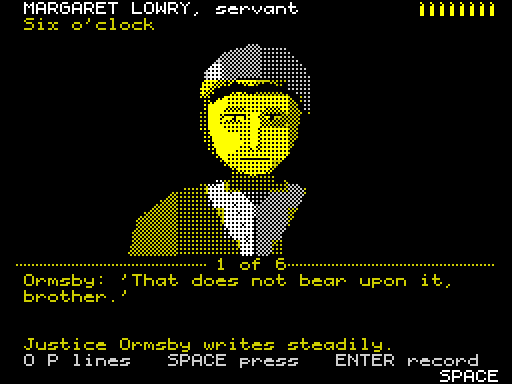 MARGARET LOWRY, servant
Six o'clock
1 of 6
Ormsby: 'That does not bear upon it,
brother.'
Justice Ormsby writes steadily.
O P lines SPACE press ENTER record
SPACE